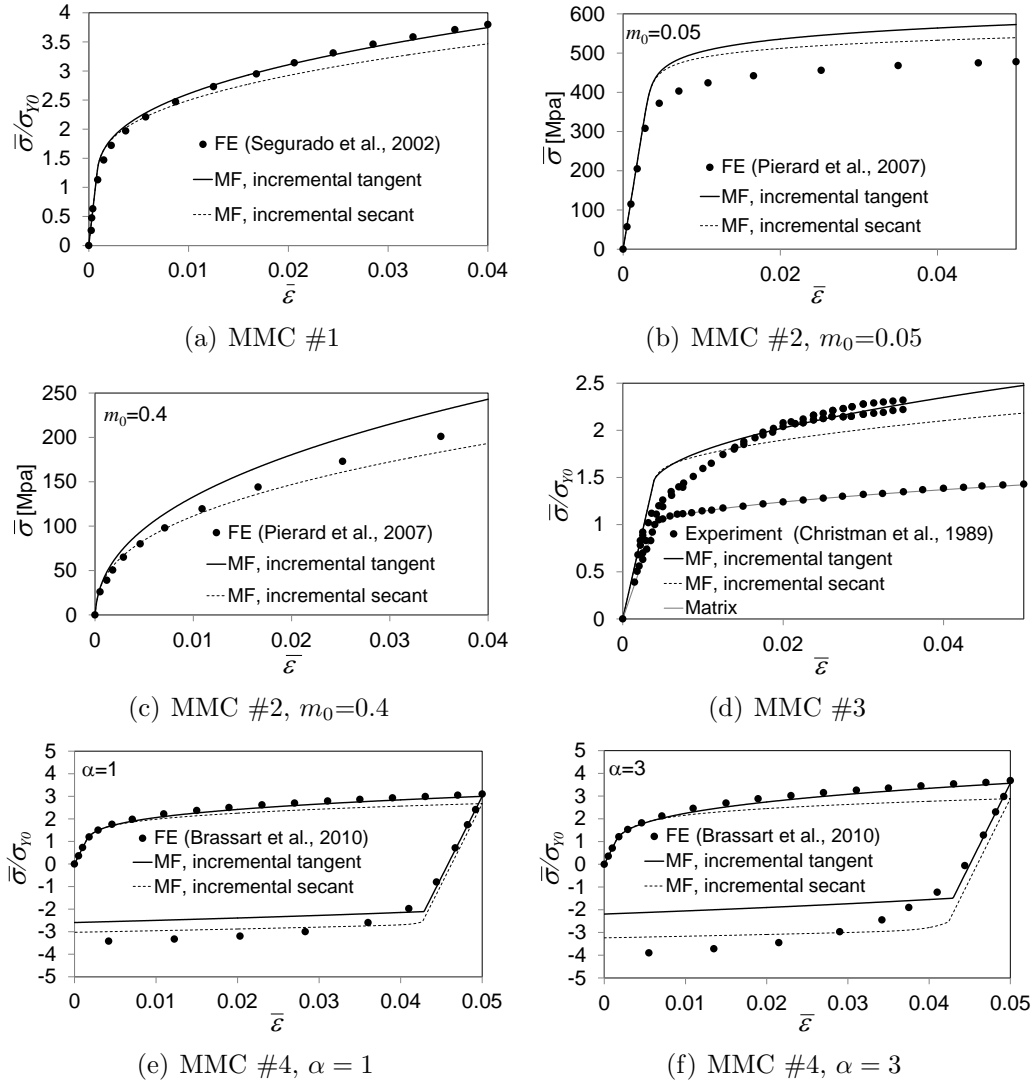 4
3.5
3
2.5
2
1.5
1
0.5
0
σ̅/σY0
FE (Segurado et al., 2002)
MF, incremental tangent
MF, incremental secant
0 0.01 0.02 0.03 0.04
ε̅
(a) MMC #1
600
500
400
300
200
100
0
σ̅ [Mpa]
m0=0.05
FE (Pierard et al., 2007)
MF, incremental tangent
MF, incremental secant
0 0.02 0.04
ε̅
(b) MMC #2, m0=0.05
250
200
150
100
50
0
σ̅ [Mpa]
m0=0.4
FE (Pierard et al., 2007)
MF, incremental tangent
MF, incremental secant
0 0.01 0.02 0.03 0.04
ε̅
(c) MMC #2, m0=0.4
2.5
2
1.5
1
0.5
0
σ̅/σY0
Experiment (Christman et al., 1989)
MF, incremental tangent
MF, incremental secant
Matrix
0 0.02 0.04
ε̅
(d) MMC #3
5
4
3
2
1
0
-1
-2
-3
-4
-5
σ̅/σY0
α=1
FE (Brassart et al., 2010)
MF, incremental tangent
MF, incremental secant
0 0.01 0.02 0.03 0.04 0.05
ε̅
(e) MMC #4, α = 1
5
4
3
2
1
0
-1
-2
-3
-4
-5
σ̅/σY0
α=3
FE (Brassart et al., 2010)
MF, incremental tangent
MF, incremental secant
0 0.01 0.02 0.03 0.04 0.05
ε̅
(f) MMC #4, α = 3